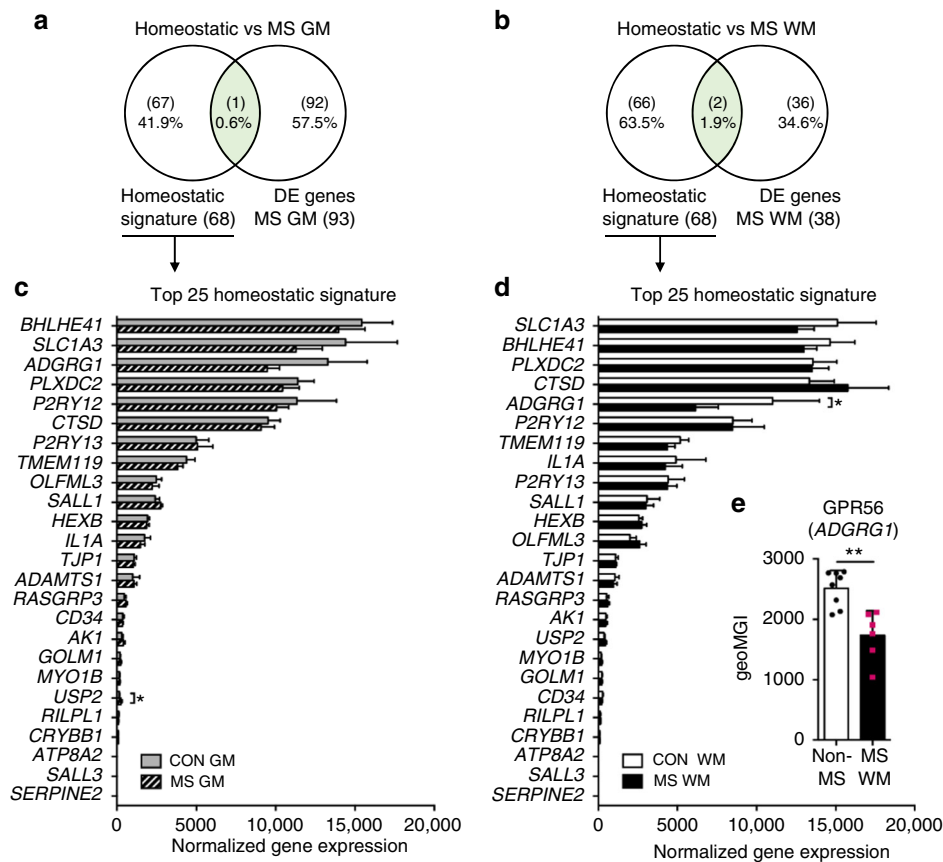 a
Homeostatic vs MS GM
(67)
41.9%
(1)
0.6%
(92)
57.5%
Homeostatic
signature (68)
DE genes
MS GM (93)
b
Homeostatic vs MS WM
(66)
63.5%
(2)
1.9%
(36)
34.6%
Homeostatic
signature (68)
DE genes
MS WM (38)
c
Top 25 homeostatic signature
BHLHE41
SLC1A3
ADGRG1
PLXDC2
P2RY12
CTSD
P2RY13
TMEM119
OLFML3
SALL1
HEXB
IL1A
TJP1
ADAMTS1
RASGRP3
CD34
AK1
GOLM1
MYO1B
USP2
*
RILPL1
CRYBB1
ATP8A2
SALL3
SERPINE2
CON GM
MS GM
0 5000 10,000 15,000 20,000
Normalized gene expression
d
Top 25 homeostatic signature
SLC1A3
BHLHE41
PLXDC2
CTSD
ADGRG1
*
P2RY12
TMEM119
IL1A
P2RY13
SALL1
HEXB
OLFML3
TJP1
ADAMTS1
RASGRP3
AK1
USP2
MYO1B
GOLM1
CD34
RILPL1
CRYBB1
ATP8A2
SALL3
SERPINE2
CON WM
MS WM
0 5000 10,000 15,000 20,000
Normalized gene expression
e
GPR56
(ADGRG1)
**
3000
2000
1000
0
geoMGI
Non-
MS
MS
WM